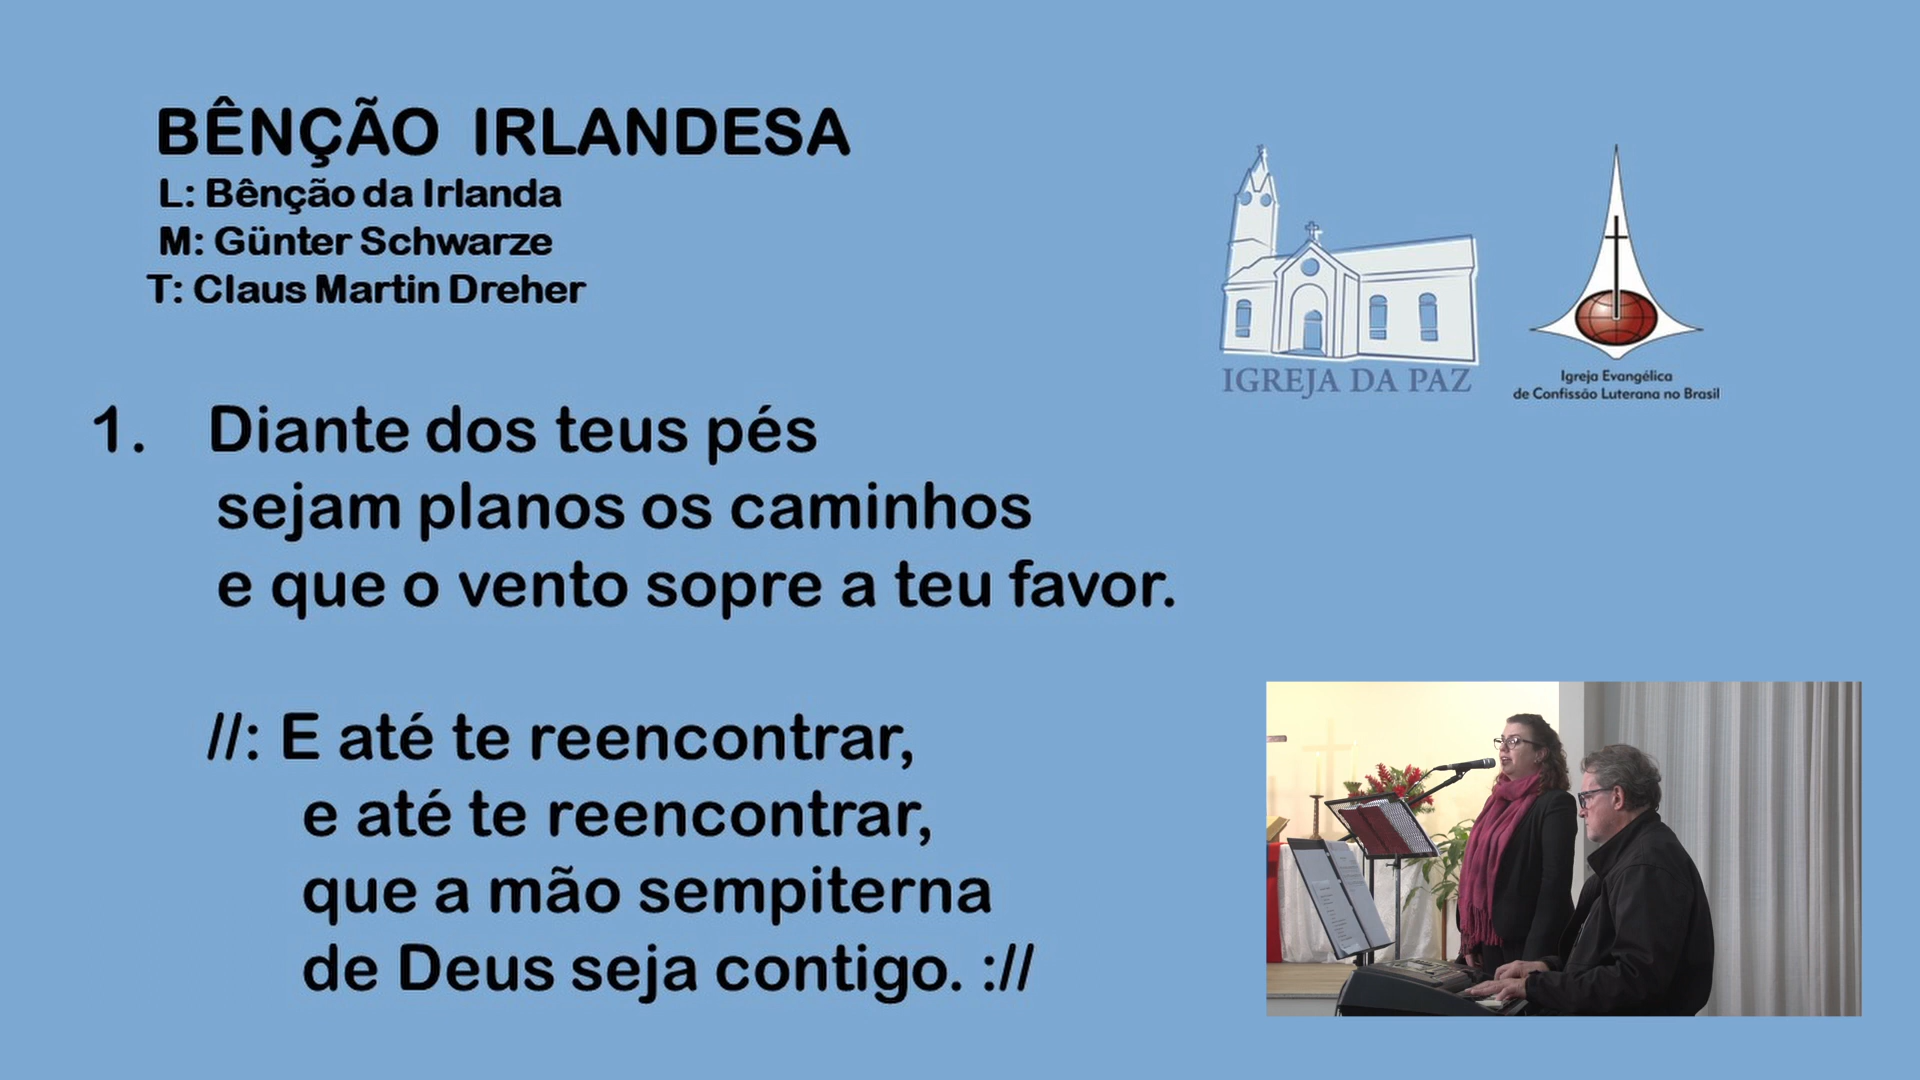 BÊNÇÃO IRLANDESA
L: Bênção da Irlanda
M: Günter Schwarze
T: Claus Martin Dreher
IGREJA DA PAZ
Igreja Evangélica
de Confissão Luterana no Brasil
1. Diante dos teus pés
sejam planos os caminhos
e que o vento sopre a teu favor.
//: E até te reencontrar,
e até te reencontrar,
que a mão sempiterna
de Deus seja contigo. ://